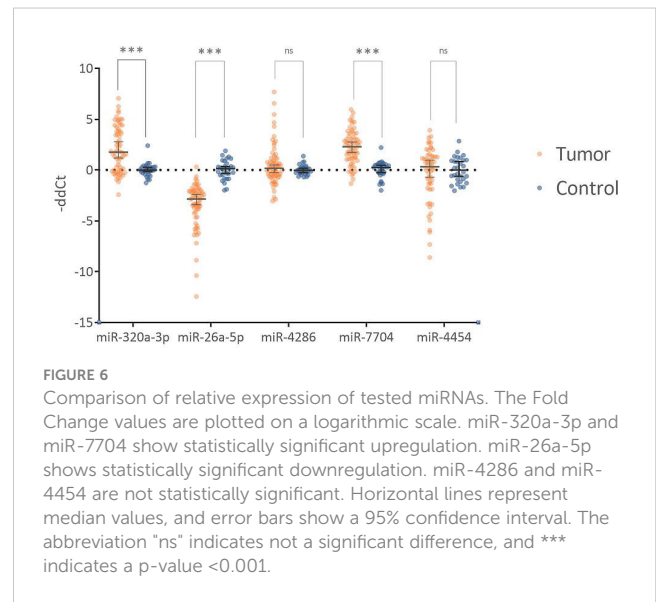 *** *** ns *** ns
10
5
0
-5
-10
-15
-ddCt
Tumor
Control
miR-320a-3p miR-26a-5p miR-4286 miR-7704 miR-4454
FIGURE 6
Comparison of relative expression of tested miRNAs. The Fold
Change values are plotted on a logarithmic scale. miR-320a-3p and
miR-7704 show statistically significant upregulation. miR-26a-5p
shows statistically significant downregulation. miR-4286 and miR-
4454 are not statistically significant. Horizontal lines represent
median values, and error bars show a 95% confidence interval. The
abbreviation "ns" indicates not a significant difference, and ***
indicates a p-value <0.001.